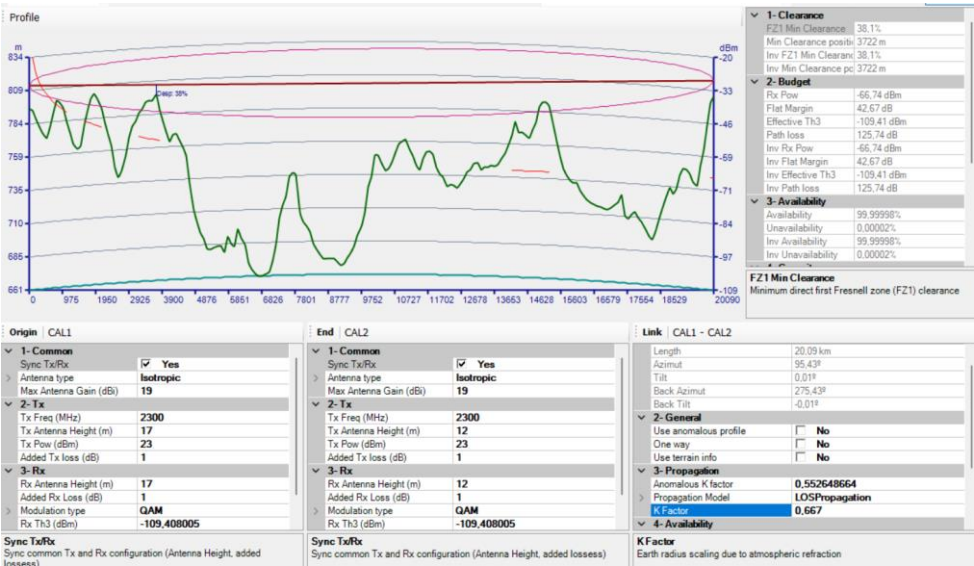 Profile
m
dBm
834
809
784
759
735
710
685
661
-20
-33
-46
-59
-71
-84
-97
-109
Desp: 38%
0 975 1950 2925 3900 4876 5851 6826 7801 8777 9752 10727 11702 12678 13653 14628 15603 16579 17554 18529 20090
1- Clearance
FZ1 Min Clearance 38,1%
Min Clearance positi 3722 m
Inv FZ1 Min Clearanc 38,1%
Inv Min Clearance pc 3722 m
2- Budget
Rx Pow -66,74 dBm
Flat Margin 42,67 dB
Effective Th3 -109,41 dBm
Path loss 125,74 dB
Inv Rx Pow -66,74 dBm
Inv Flat Margin 42,67 dB
Inv Effective Th3 -109,41 dBm
Inv Path loss 125,74 dB
3- Availability
Availability 99,99998%
Unavailability 0,00002%
Inv Availability 99,99998%
Inv Unavailability 0,00002%
FZ1 Min Clearance
Minimum direct first Fresnell zone (FZ1) clearance
Origin CAL1
1- Common
Sync Tx/Rx Yes
Antenna type Isotropic
Max Antenna Gain (dBi) 19
2- Tx
Tx Freq (MHz) 2300
Tx Antenna Height (m) 17
Tx Pow (dBm) 23
Added Tx loss (dB) 1
3- Rx
Rx Antenna Height (m) 17
Added Rx Loss (dB) 1
Modulation type QAM
Rx Th3 (dBm) -109,408005
Sync Tx/Rx
Sync common Tx and Rx configuration (Antenna Height, added
lossess)
End CAL2
1- Common
Sync Tx/Rx Yes
Antenna type Isotropic
Max Antenna Gain (dBi) 19
2- Tx
Tx Freq (MHz) 2300
Tx Antenna Height (m) 12
Tx Pow (dBm) 23
Added Tx loss (dB) 1
3- Rx
Rx Antenna Height (m) 12
Added Rx Loss (dB) 1
Modulation type QAM
Rx Th3 (dBm) -109,408005
Sync Tx/Rx
Sync common Tx and Rx configuration (Antenna Height, added lossess)
Link CAL1 - CAL2
Length 20,09 km
Azimut 95,43º
Tilt 0,01º
Back Azimut 275,43º
Back Tilt -0,01º
2- General
Use anomalous profile No
One way No
Use terrain info No
3- Propagation
Anomalous K factor 0,552648664
Propagation Model LOSPropagation
K Factor 0,667
4- Availability
K Factor
Earth radius scaling due to atmospheric refraction